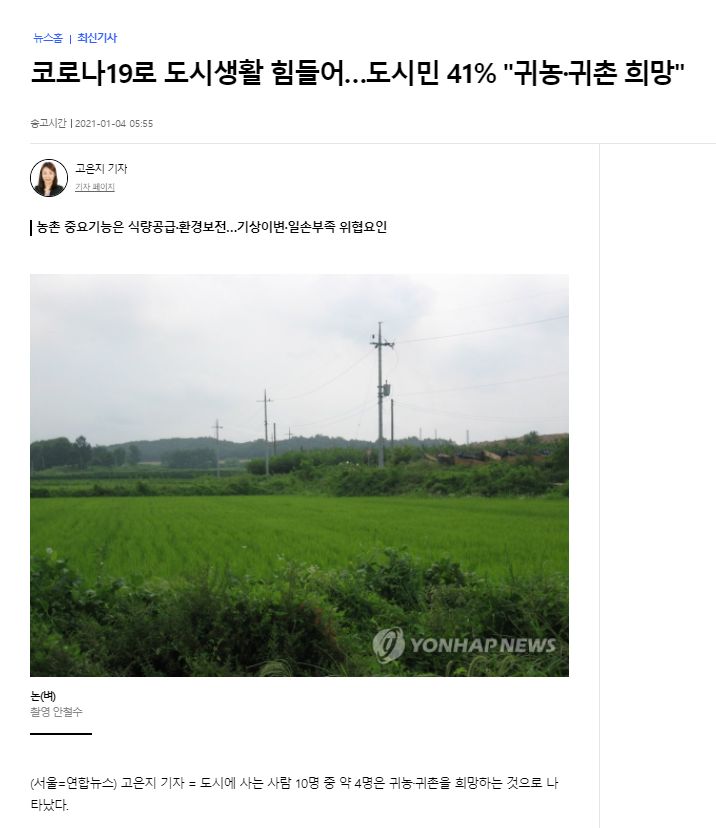 뉴스홈 | 최신기사
코로나19로 도시생활 힘들어…도시민 41% "귀농·귀촌 희망"
송고시간 | 2021-01-04 05:55
고은지 기자
기자 페이지
농촌 중요기능은 식량공급·환경보전…기상이변·일손부족 위협요인
YONHAP NEWS
논(벼)
촬영 안철수
(서울=연합뉴스) 고은지 기자 = 도시에 사는 사람 10명 중 약 4명은 귀농·귀촌을 희망하는 것으로 나
타났다.